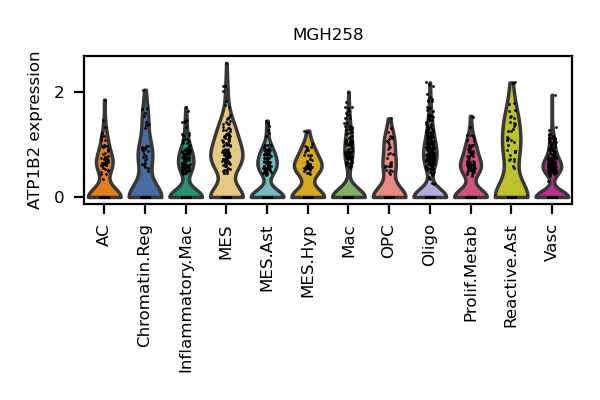 MGH258
ATP1B2 expression
2
0
AC
Chromatin.Reg
Inflammatory.Mac
MES
MES.Ast
MES.Hyp
Mac
OPC
Oligo
Prolif.Metab
Reactive.Ast
Vasc